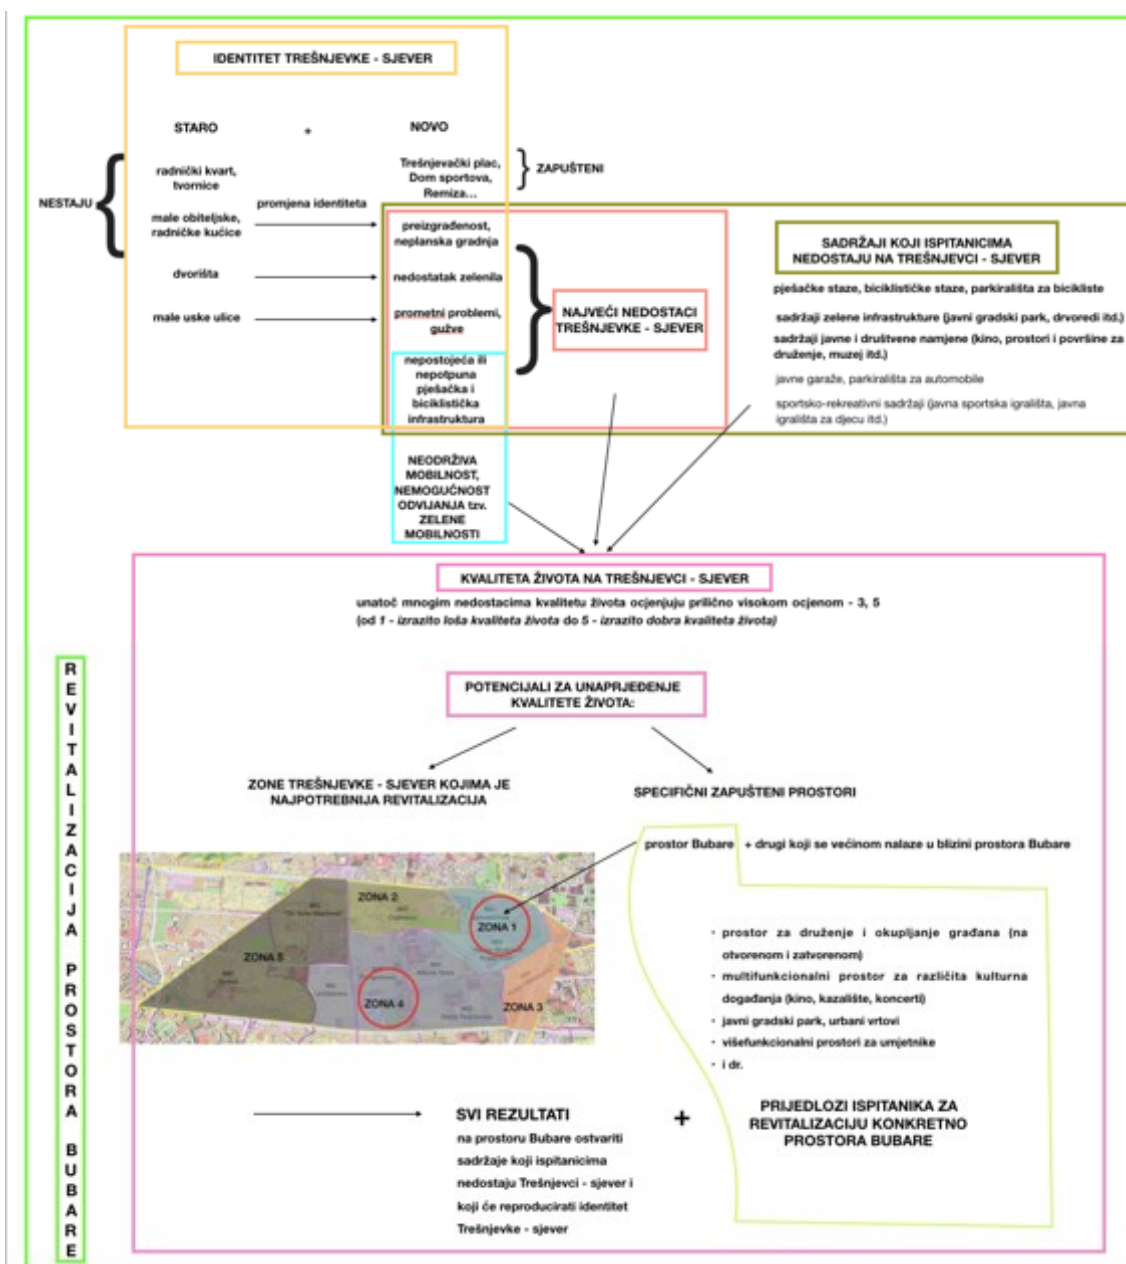 IDENTITET TREŠNJEVKE - SJEVER
STARO
+
NOVO
NESTAJU
radnički kvart,
tvornice
Trešnjevački plac,
Dom sportova,
Remiza...
ZAPUŠTENI
promjena identiteta
male obiteljske,
radničke kućice
preizgrađenost,
neplanska gradnja
dvorišta
nedostatak zelenila
male uske ulice
prometni problemi,
gužve
nepostojeća ili
nepotpuna
pješačka i
biciklistička
infrastruktura
NAJVEĆI NEDOSTACI
TREŠNJEVKE - SJEVER
SADRŽAJI KOJI ISPITANICIMA
NEDOSTAJU NA TREŠNJEVCI - SJEVER
pješačke staze, biciklističke staze, parkirališta za bicikliste
sadržaji zelene infrastrukture (javni gradski park, drvoredi itd.)
sadržaji javne i društvene namjene (kino, prostori i površine za
druženje, muzej itd.)
javne garaže, parkirališta za automobile
sportsko-rekreativni sadržaji (javna sportska igrališta, javna
igrališta za djecu itd.)
NEODRŽIVA
MOBILNOST,
NEMOGUĆNOST
ODVIJANJA tzv.
ZELENE
MOBILNOSTI
KVALITETA ŽIVOTA NA TREŠNJEVCI - SJEVER
unatoč mnogim nedostacima kvalitetu života ocjenjuju prilično visokom ocjenom - 3, 5
(od 1 - izrazito loša kvaliteta života do 5 - izrazito dobra kvaliteta života)
POTENCIJALI ZA UNAPRJEĐENJE
KVALITETE ŽIVOTA:
ZONE TREŠNJEVKE - SJEVER KOJIMA JE
NAJPOTREBNIJA REVITALIZACIJA
SPECIFIČNI ZAPUŠTENI PROSTORI
prostor Bubare + drugi koji se većinom nalaze u blizini prostora Bubare
ZONA 2
ZONA 1
ZONA 5
ZONA 4
ZONA 3
• prostor za druženje i okupljanje građana (na
otvorenom i zatvorenom)
• multifunkcionalni prostor za različita kulturna
događanja (kino, kazalište, koncerti)
• javni gradski park, urbani vrtovi
• višefunkcionalni prostori za umjetnike
• i dr.
PRIJEDLOZI ISPITANIKA ZA
REVITALIZACIJU KONKRETNO
PROSTORA BUBARE
SVI REZULTATI
+
na prostoru Bubare ostvariti
sadržaje koji ispitanicima
nedostaju Trešnjevci - sjever i
koji će reproducirati identitet
Trešnjevke - sjever
REVITALIZACIJA PROSTORA BUBARE